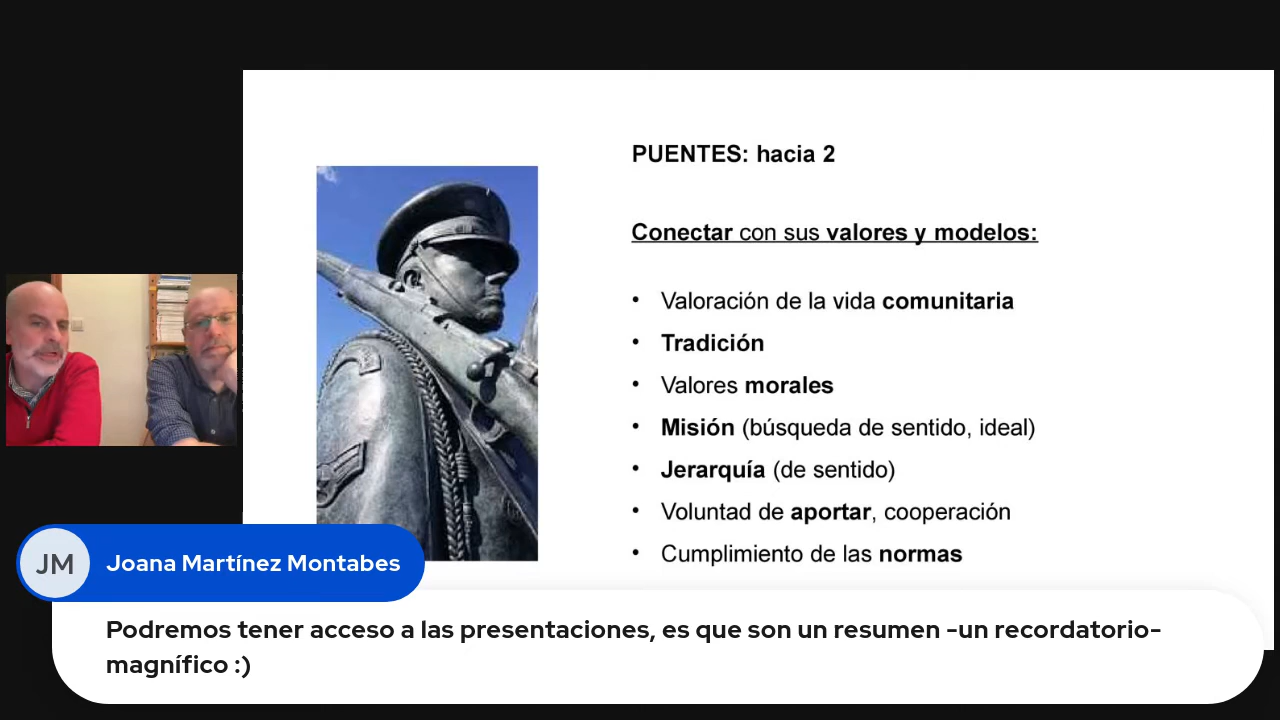 PUENTES: hacia 2
Conectar con sus valores y modelos:
• Valoración de la vida comunitaria
• Tradición
• Valores morales
• Misión (búsqueda de sentido, ideal)
• Jerarquía (de sentido)
• Voluntad de aportar, cooperación
• Cumplimiento de las normas
JM
Joana Martínez Montabes
Podremos tener acceso a las presentaciones, es que son un resumen -un recordatorio-
magnífico :)